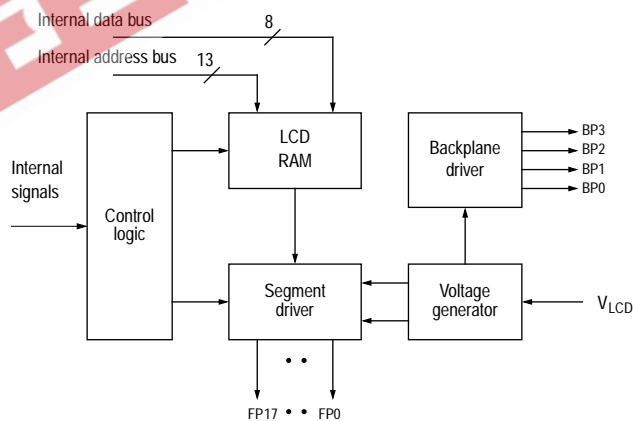 Internal data bus
8
Internal address bus
13
LCD
RAM
Backplane
driver
BP3
BP2
BP1
BP0
Internal
signals
Control
logic
Segment
driver
Voltage
generator
VLCD
FP17 • • FP0